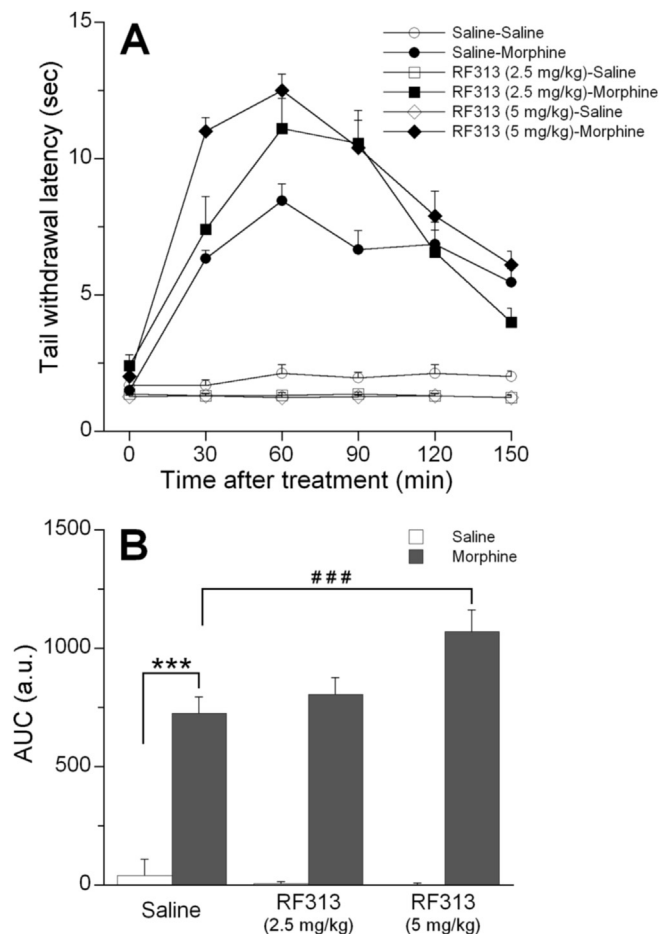 A
Saline-Saline
Saline-Morphine
RF313 (2.5 mg/kg)-Saline
RF313 (2.5 mg/kg)-Morphine
RF313 (5 mg/kg)-Saline
RF313 (5 mg/kg)-Morphine
Tail withdrawal latency (sec)
15
10
5
0
0 30 60 90 120 150
Time after treatment (min)
B
Saline
Morphine
AUC (a.u.)
1500
1000
500
0
###
***
Saline RF313 RF313
(2.5 mg/kg) (5 mg/kg)